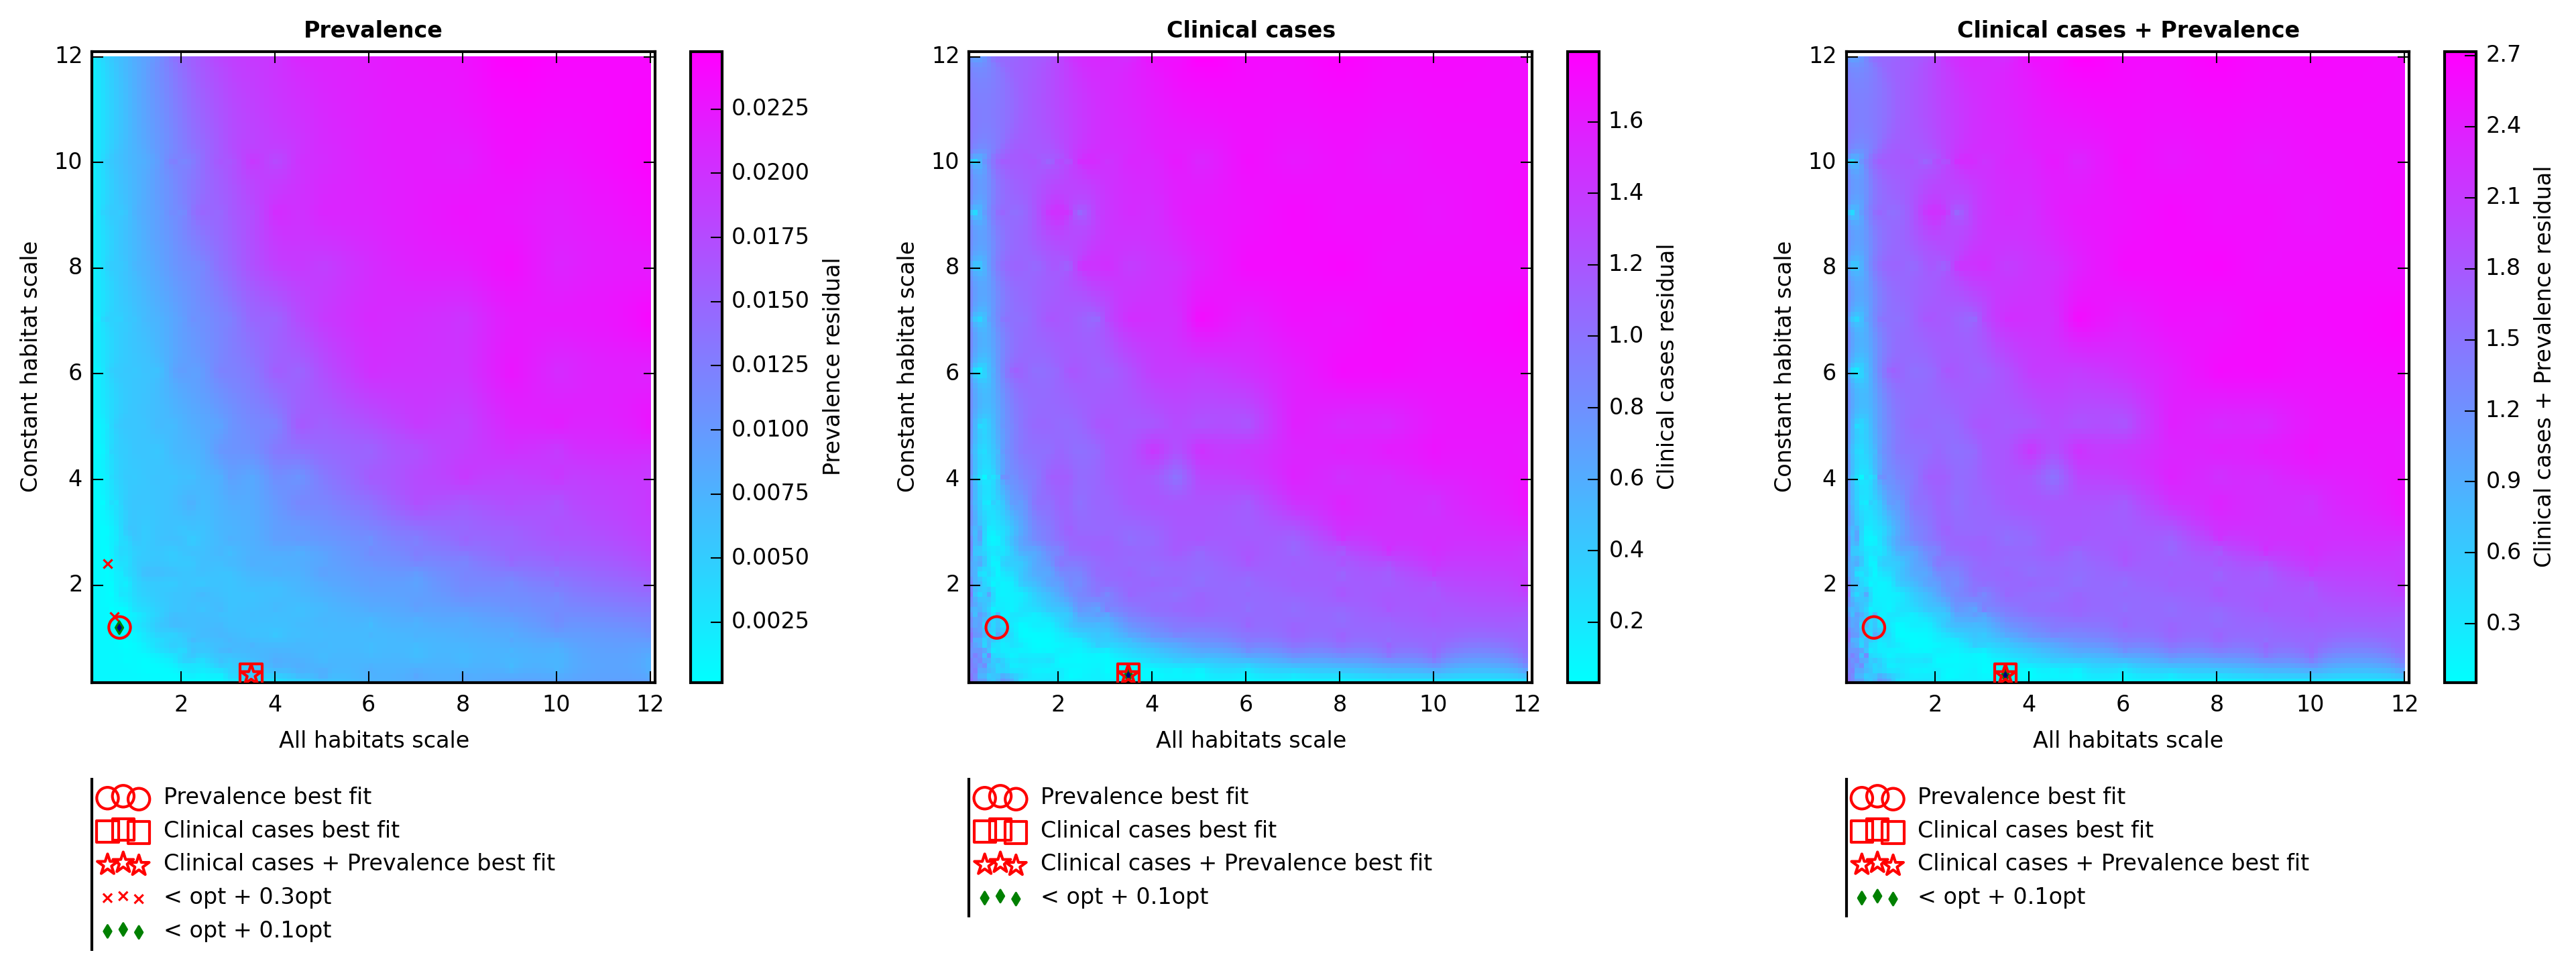 Prevalence
12
10
8
6
4
2
Constant habitat scale
2 4 6 8 10 12
All habitats scale
0.0225
0.0200
0.0175
0.0150
0.0125
0.0100
0.0075
0.0050
0.0025
Prevalence residual
Prevalence best fit
Clinical cases best fit
Clinical cases + Prevalence best fit
< opt + 0.3opt
< opt + 0.1opt
Clinical cases
12
10
8
6
4
2
Constant habitat scale
2 4 6 8 10 12
All habitats scale
1.6
1.4
1.2
1.0
0.8
0.6
0.4
0.2
Clinical cases residual
Prevalence best fit
Clinical cases best fit
Clinical cases + Prevalence best fit
< opt + 0.1opt
Clinical cases + Prevalence
12
10
8
6
4
2
Constant habitat scale
2 4 6 8 10 12
All habitats scale
2.7
2.4
2.1
1.8
1.5
1.2
0.9
0.6
0.3
Clinical cases + Prevalence residual
Prevalence best fit
Clinical cases best fit
Clinical cases + Prevalence best fit
< opt + 0.1opt